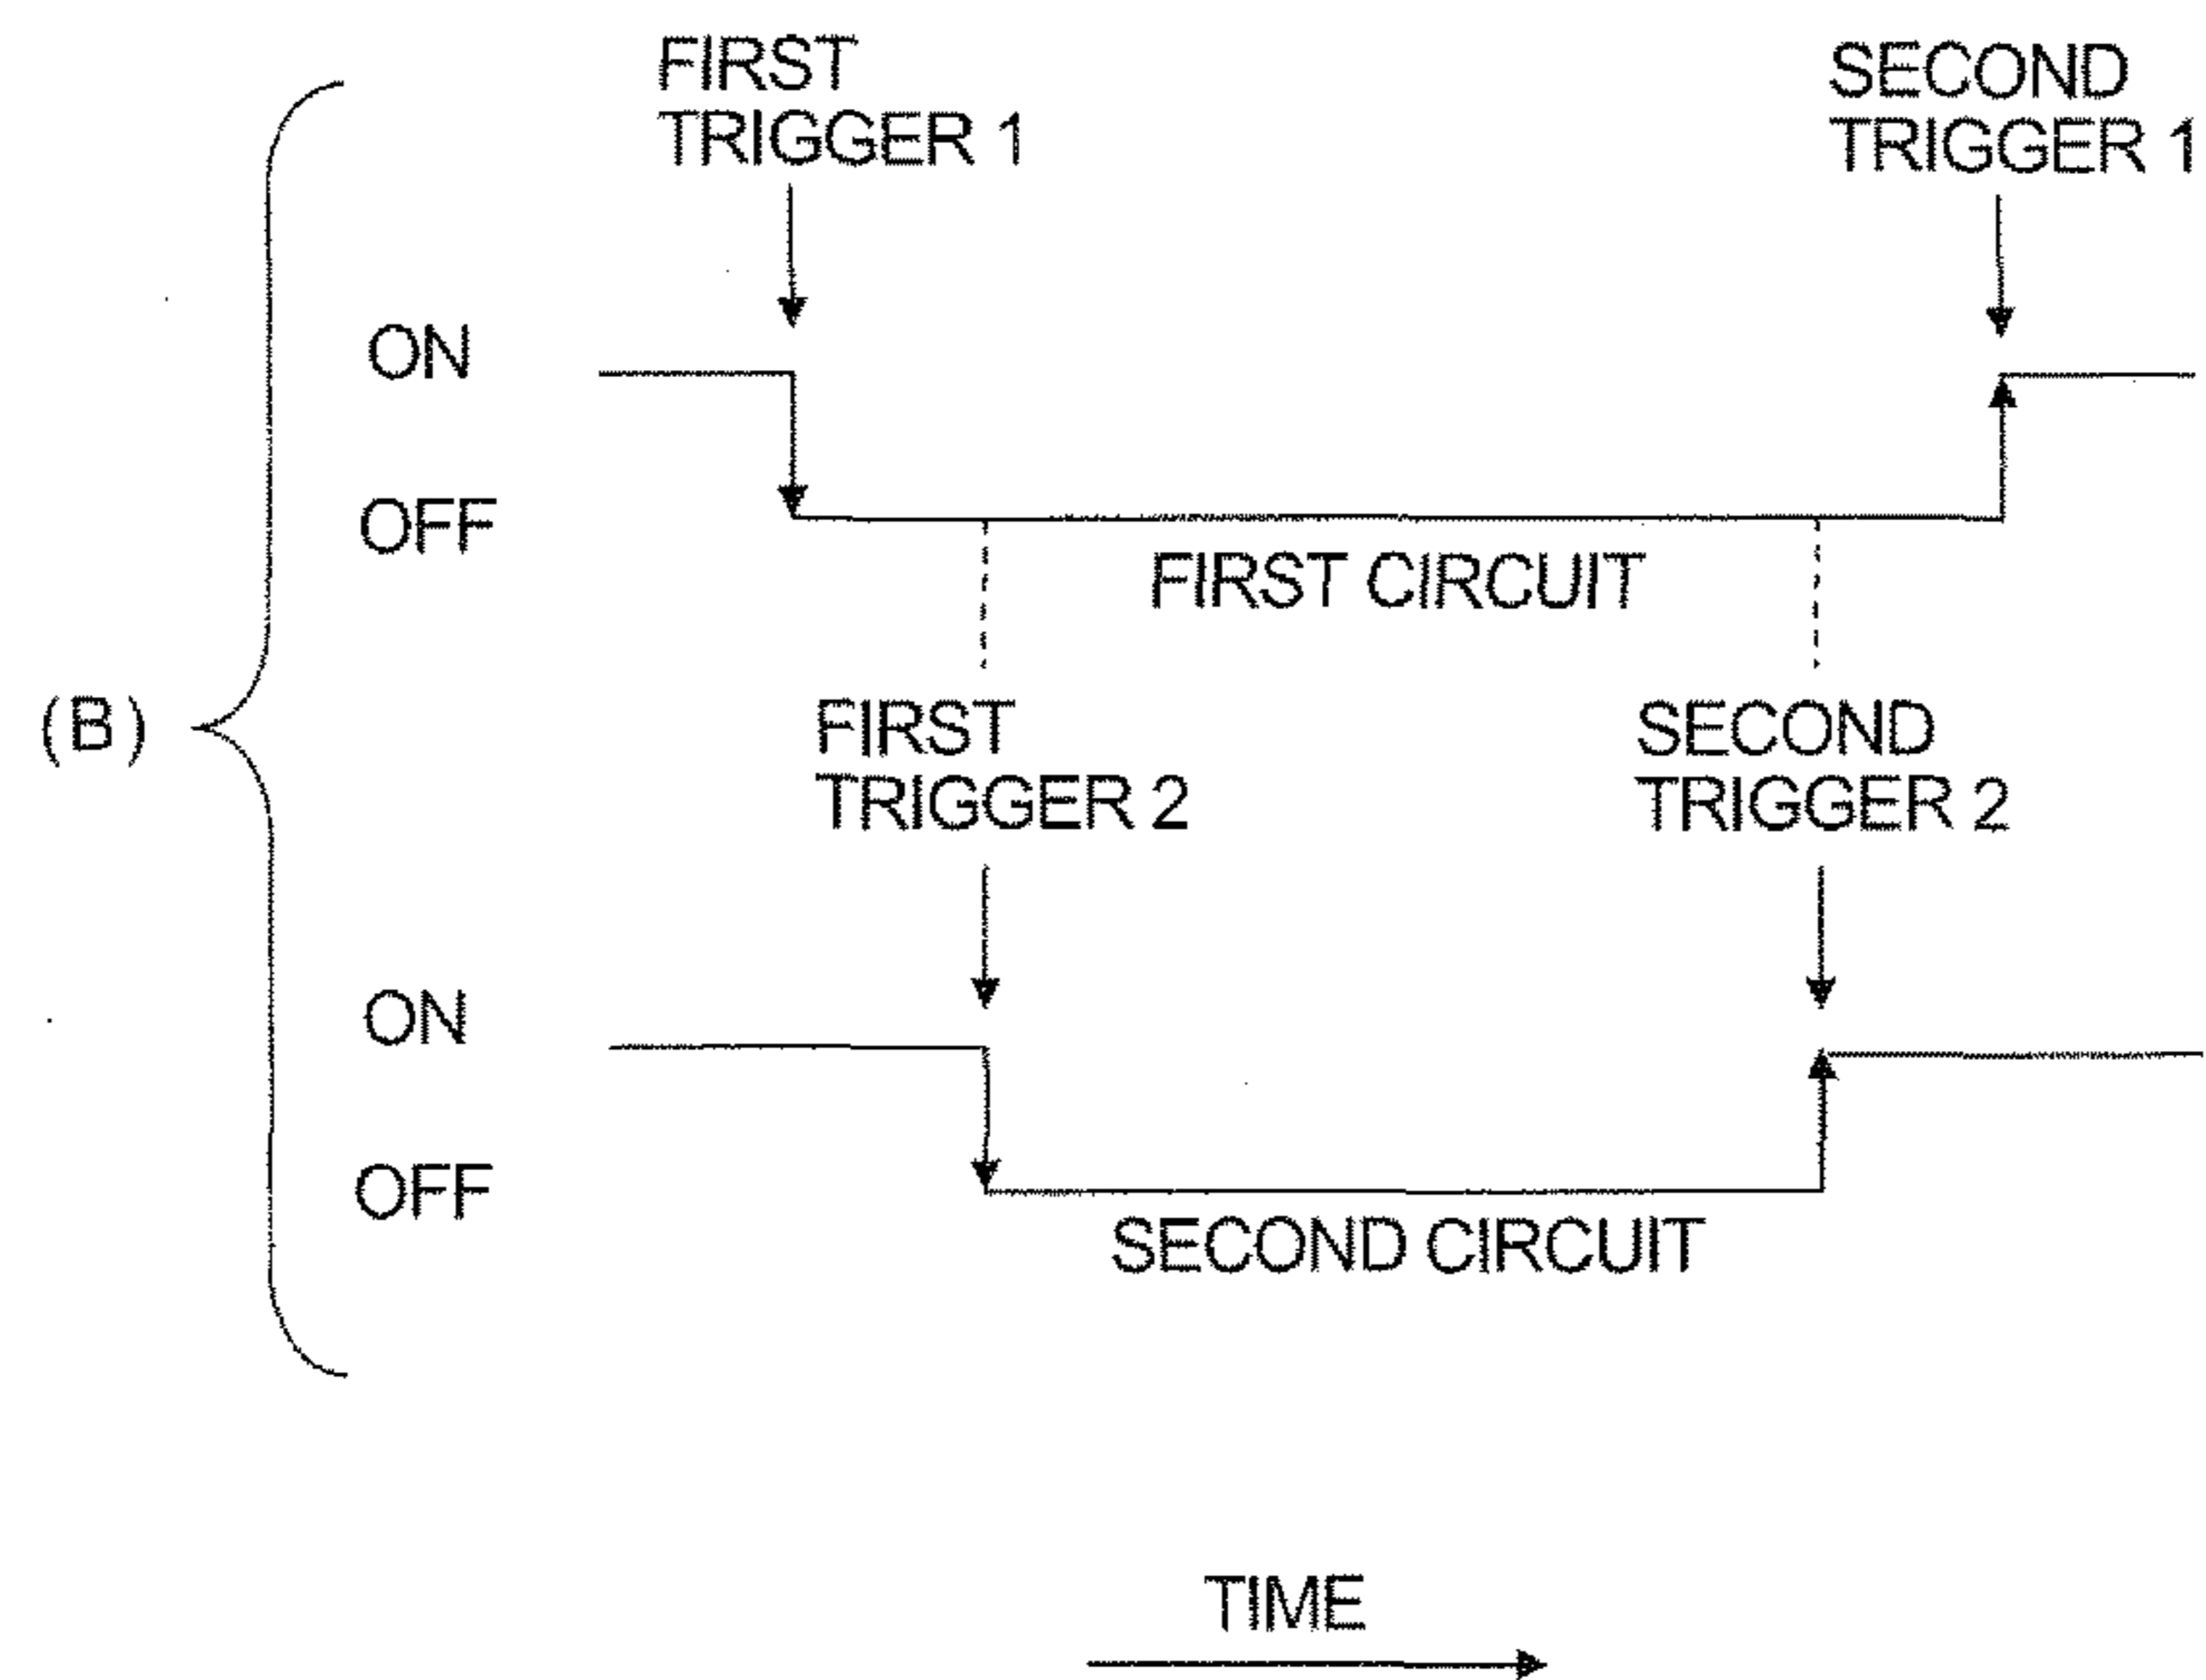 FIRST
TRIGGER 1
SECOND
TRIGGER 1
ON
OFF
FIRST CIRCUIT
(B)
FIRST
TRIGGER 2
SECOND
TRIGGER 2
ON
OFF
SECOND CIRCUIT
TIME